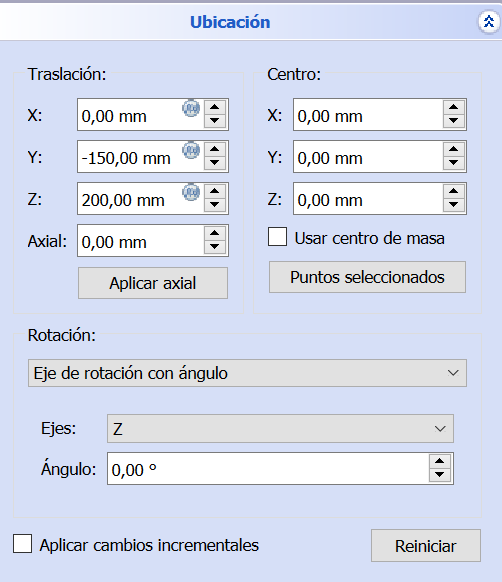 Ubicación
Traslación:
X: 0,00 mm
Y: -150,00 mm
Z: 200,00 mm
Axial: 0,00 mm
Aplicar axial
Centro:
X: 0,00 mm
Y: 0,00 mm
Z: 0,00 mm
Usar centro de masa
Puntos seleccionados
Rotación:
Eje de rotación con ángulo
Ejes: Z
Ángulo: 0,00 °
Aplicar cambios incrementales
Reiniciar